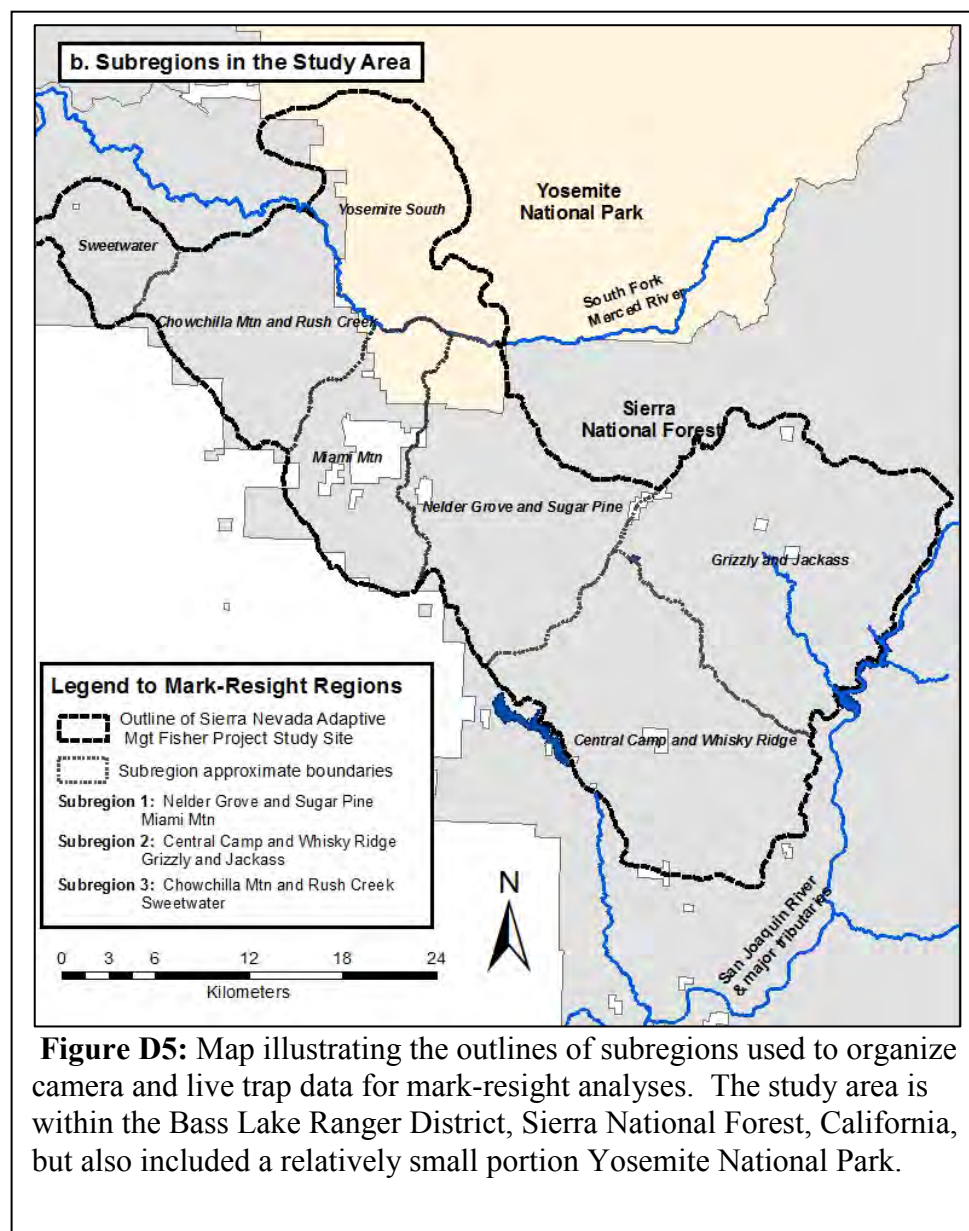 b. Subregions in the Study Area
Yosemite
National Park
Yosemite South
Sweetwater
South Fork
Merced River
Chowchilla Mtn and Rush Creek
Sierra
National Forest
Miami Mtn
Nelder Grove and Sugar Pine
Grizzly and Jackass
Central Camp and Whisky Ridge
Legend to Mark-Resight Regions
Outline of Sierra Nevada Adaptive
Mgt Fisher Project Study Site
Subregion approximate boundaries
Subregion 1: Nelder Grove and Sugar Pine
Miami Mtn
Subregion 2: Central Camp and Whisky Ridge
Grizzly and Jackass
Subregion 3: Chowchilla Mtn and Rush Creek
Sweetwater
N
San Joaquin River
& major tributaries
0 3 6 12 18 24
Kilometers
Figure D5: Map illustrating the outlines of subregions used to organize
camera and live trap data for mark-resight analyses. The study area is
within the Bass Lake Ranger District, Sierra National Forest, California,
but also included a relatively small portion Yosemite National Park.